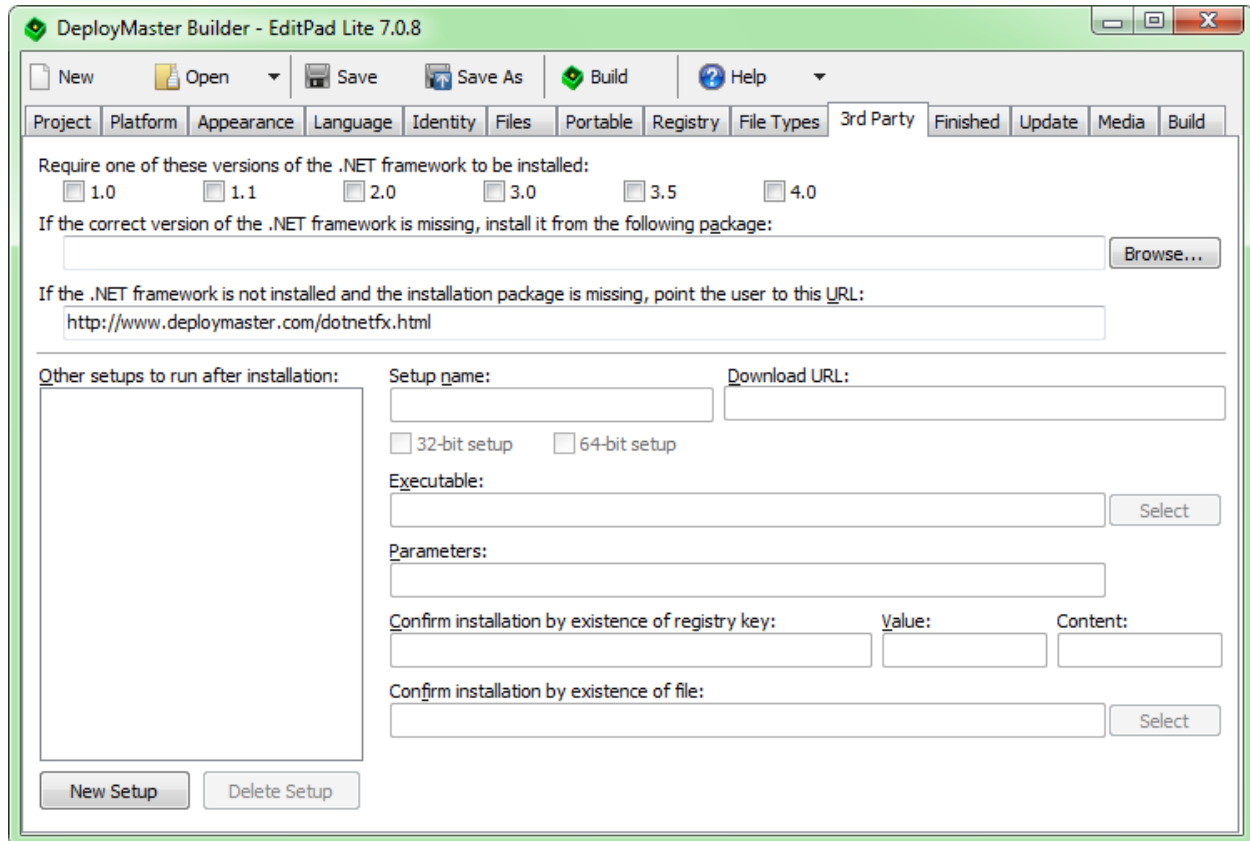 DeployMaster Builder - EditPad Lite 7.0.8
New Open Save Save As Build Help
Project Platform Appearance Language Identity Files Portable Registry File Types 3rd Party Finished Update Media Build
Require one of these versions of the .NET framework to be installed:
1.0 1.1 2.0 3.0 3.5 4.0
If the correct version of the .NET framework is missing, install it from the following package:
Browse...
If the .NET framework is not installed and the installation package is missing, point the user to this URL:
http://www.deploymaster.com/dotnetfx.html
Other setups to run after installation: Setup name: Download URL:
32-bit setup 64-bit setup
Executable:
Select
Parameters:
Confirm installation by existence of registry key: Value: Content:
Confirm installation by existence of file:
Select
New Setup Delete Setup